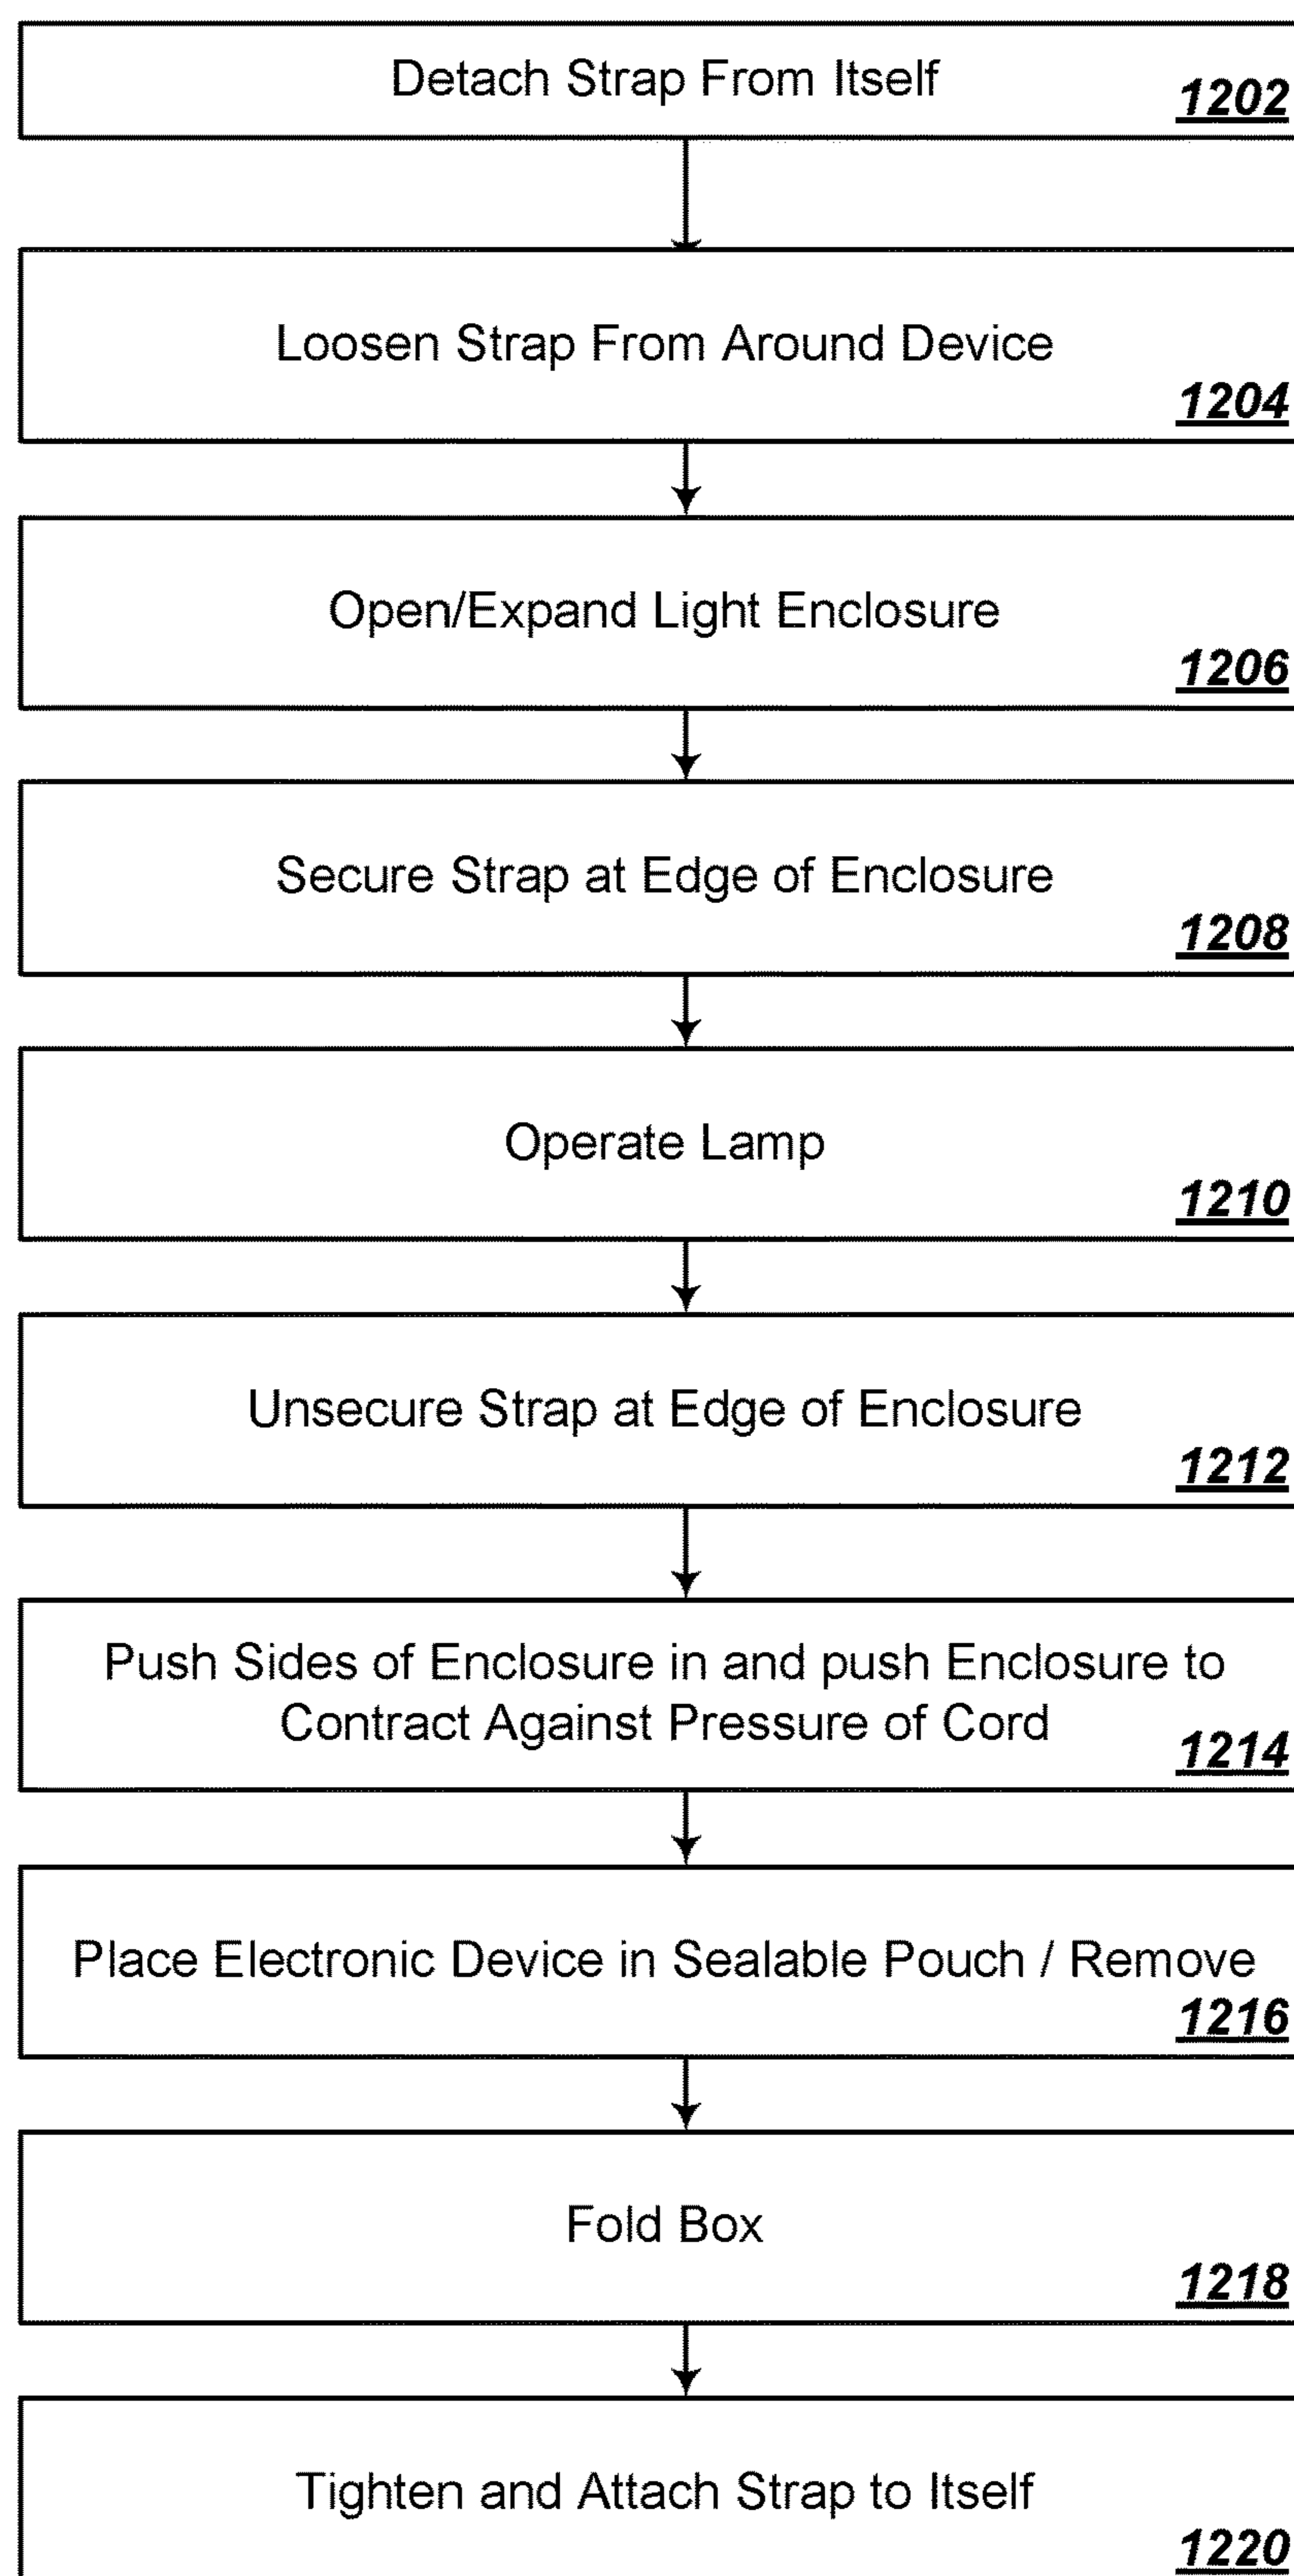 Detach Strap From Itself
1202
Loosen Strap From Around Device
1204
Open/Expand Light Enclosure
1206
Secure Strap at Edge of Enclosure
1208
Operate Lamp
1210
Unsecure Strap at Edge of Enclosure
1212
Push Sides of Enclosure in and push Enclosure to
Contract Against Pressure of Cord
1214
Place Electronic Device in Sealable Pouch / Remove
1216
Fold Box
1218
Tighten and Attach Strap to Itself
1220